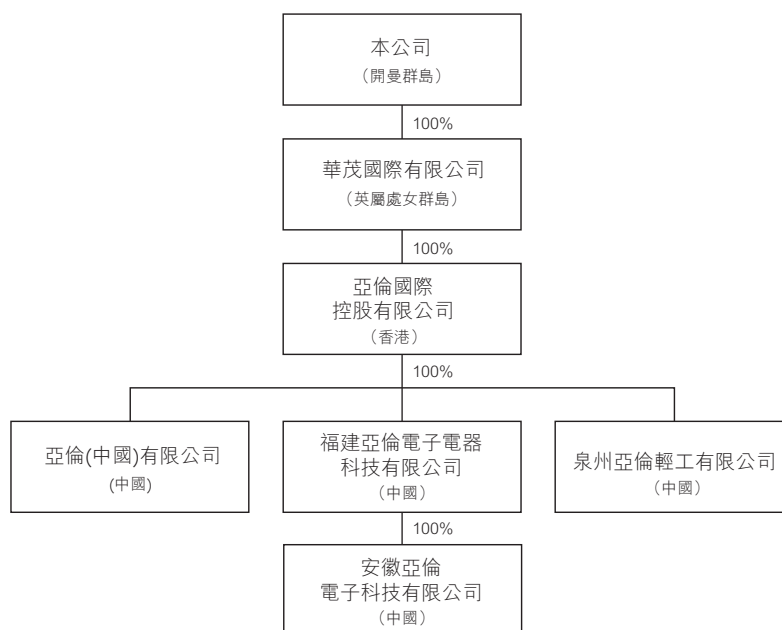 本公司
（開曼群島）
100%
華茂國際有限公司
（英屬處女群島）
100%
亞倫國際
控股有限公司
（香港）
100%
亞倫(中國)有限公司
(中國)
福建亞倫電子電器
科技有限公司
（中國）
泉州亞倫輕工有限公司
（中國）
100%
安徽亞倫
電子科技有限公司
（中國）